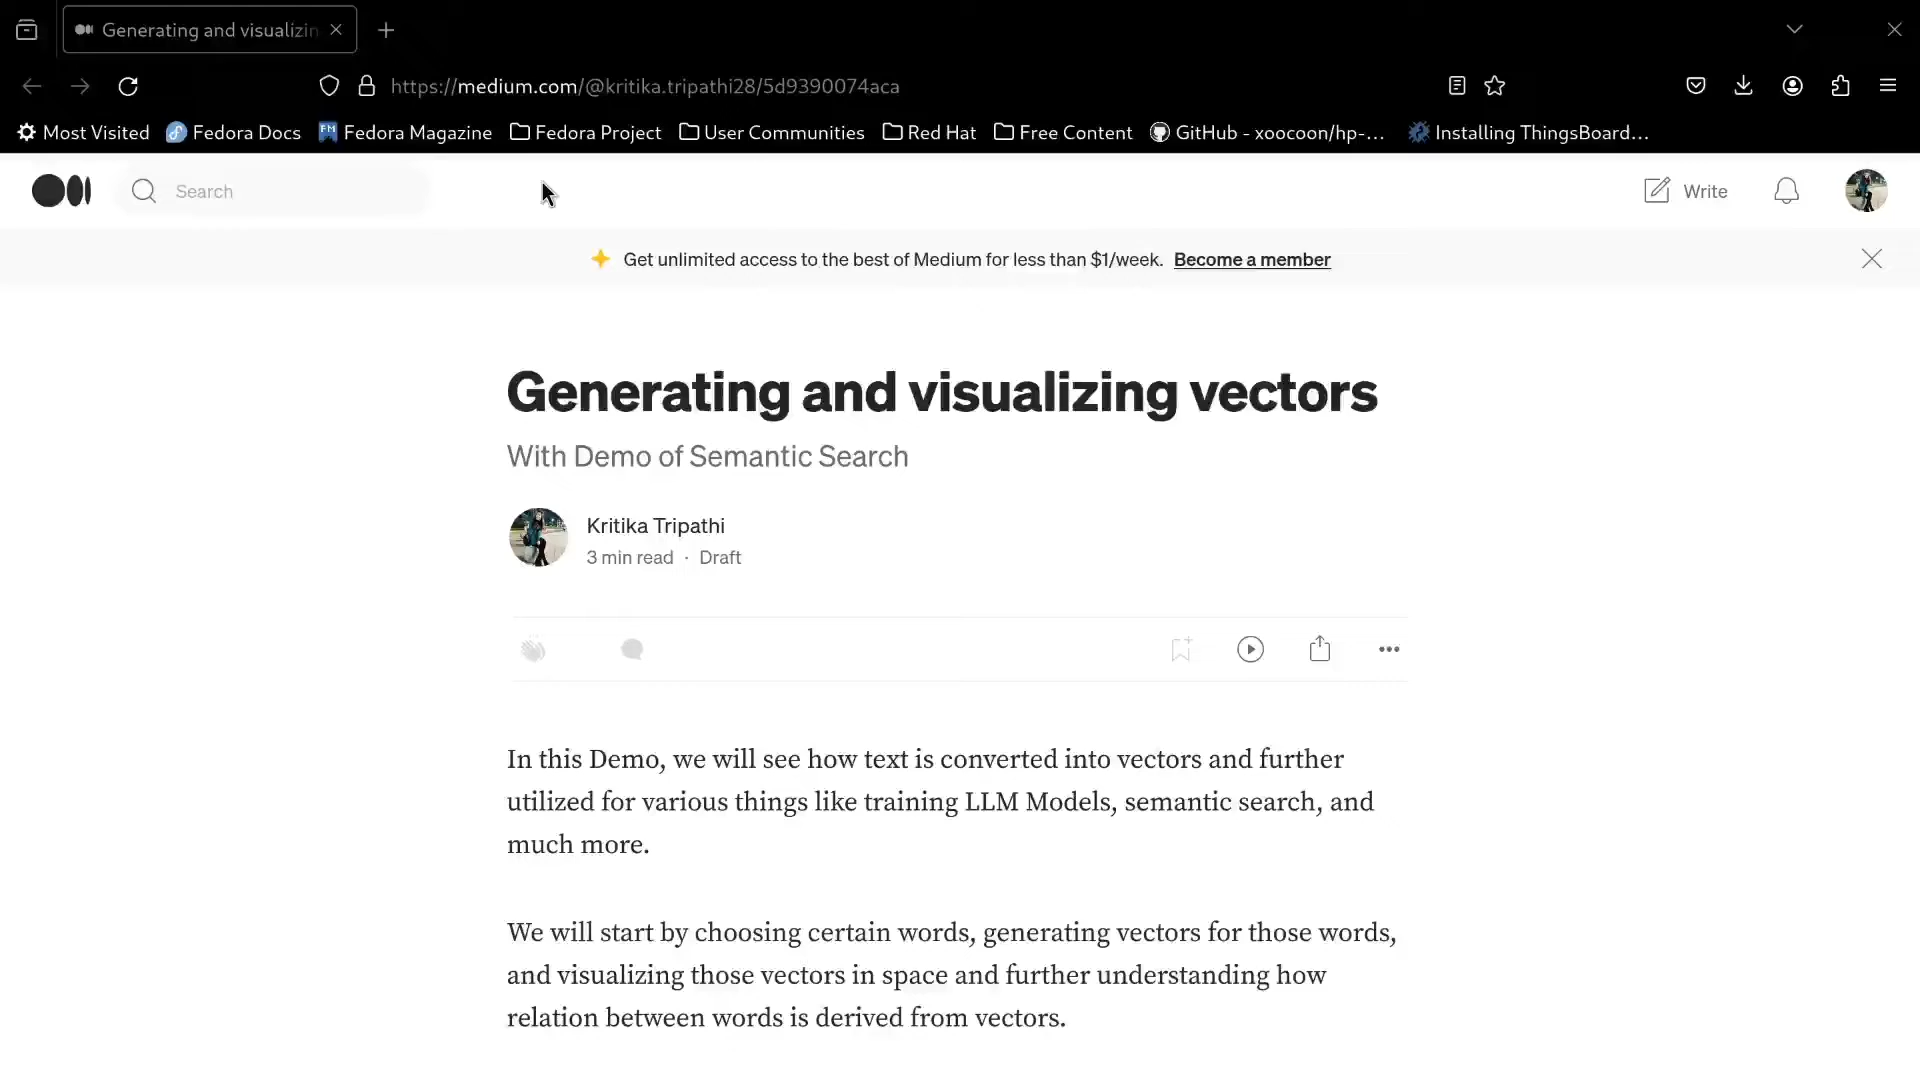 Generating and visualizin
https://medium.com/@kritika.tripathi28/5d9390074aca
Most Visited Fedora Docs Fedora Magazine Fedora Project User Communities Red Hat Free Content GitHub - xoocoon/hp-... Installing ThingsBoard...
Search Write
Get unlimited access to the best of Medium for less than $1/week. Become a member
Generating and visualizing vectors
With Demo of Semantic Search
Kritika Tripathi
3 min read · Draft
In this Demo, we will see how text is converted into vectors and further
utilized for various things like training LLM Models, semantic search, and
much more.
We will start by choosing certain words, generating vectors for those words,
and visualizing those vectors in space and further understanding how
relation between words is derived from vectors.